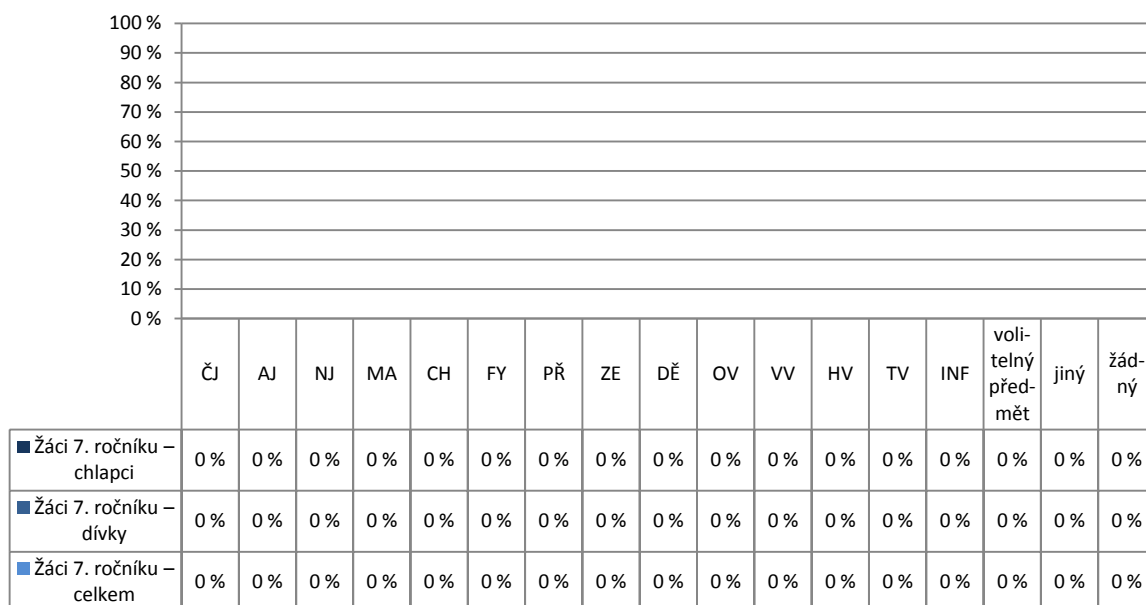 100 %
90 %
80 %
70 %
60 %
50 %
40 %
30 %
20 %
10 %
0 %
ČJ AJ NJ MA CH FY PŘ ZE DĚ OV VV HV TV INF voli-
telný
před-
mět jiný žád-
ný
Žáci 7. ročníku –
chlapci 0 % 0 % 0 % 0 % 0 % 0 % 0 % 0 % 0 % 0 % 0 % 0 % 0 % 0 % 0 % 0 % 0 %
Žáci 7. ročníku –
dívky 0 % 0 % 0 % 0 % 0 % 0 % 0 % 0 % 0 % 0 % 0 % 0 % 0 % 0 % 0 % 0 % 0 %
Žáci 7. ročníku –
celkem 0 % 0 % 0 % 0 % 0 % 0 % 0 % 0 % 0 % 0 % 0 % 0 % 0 % 0 % 0 % 0 % 0 %